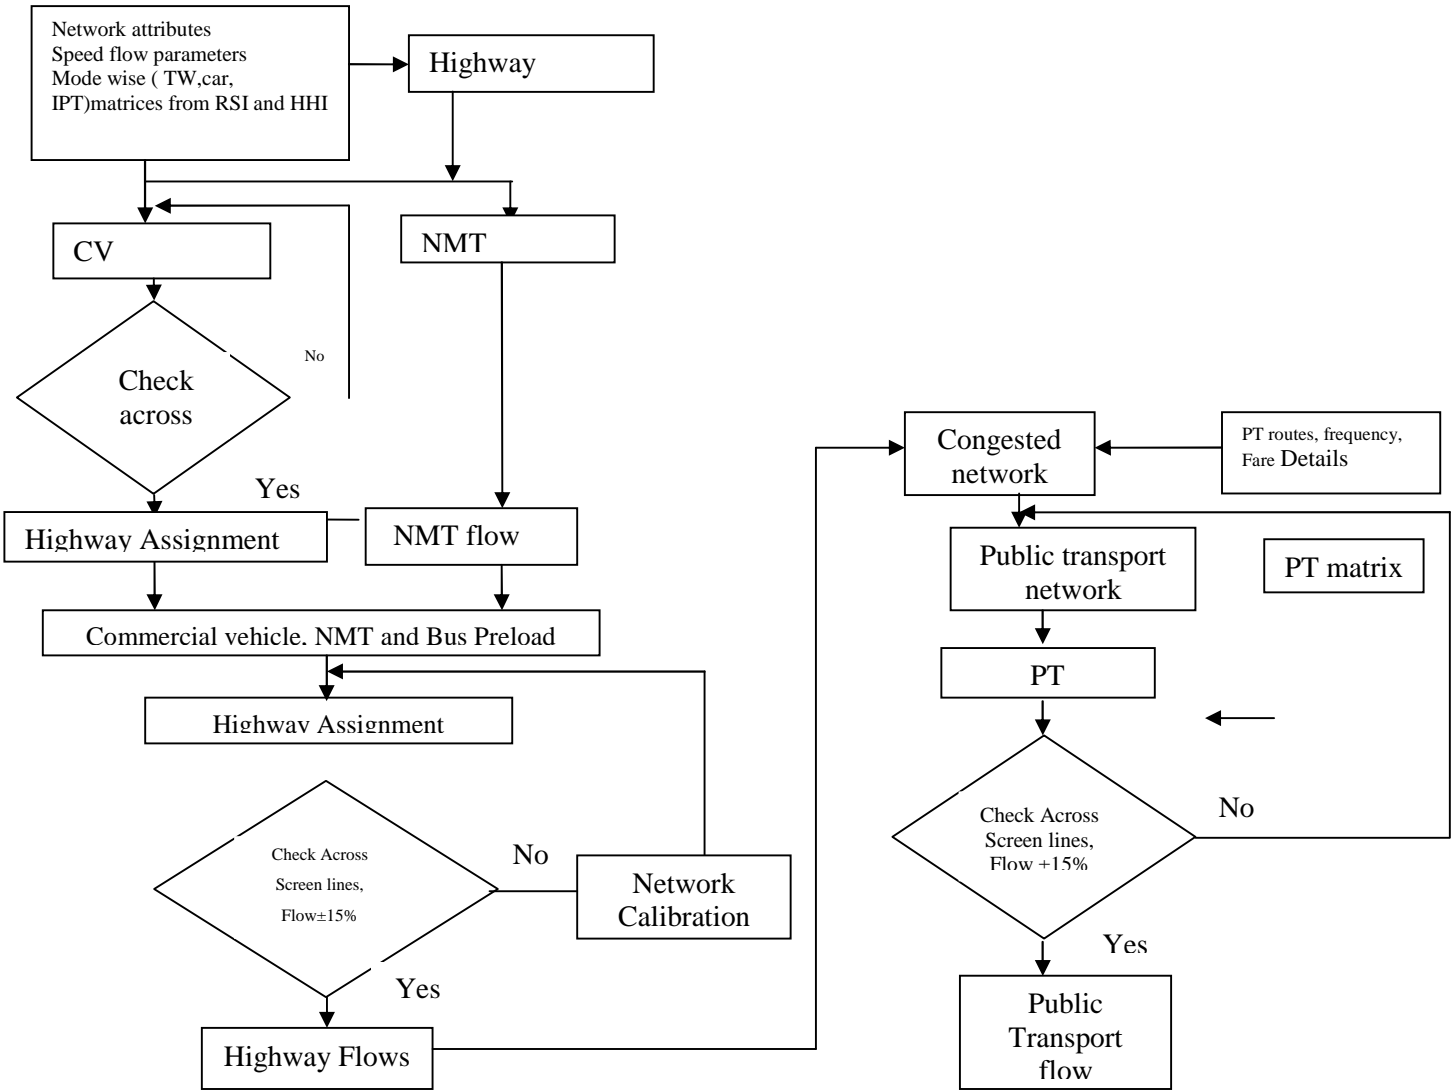 Network attributes
Speed flow parameters
Mode wise ( TW,car,
IPT)matrices from RSI and HHI
Highway
CV
NMT
No
Check
across
Yes
Highway Assignment
NMT flow
Commercial vehicle, NMT and Bus Preload
Highway Assignment
Check Across
Screen lines,
Flow±15%
No
Network
Calibration
Yes
Highway Flows
Congested
network
PT routes, frequency,
Fare Details
Public transport
network
PT matrix
PT
Check Across
Screen lines,
Flow +15%
No
Yes
Public
Transport
flow